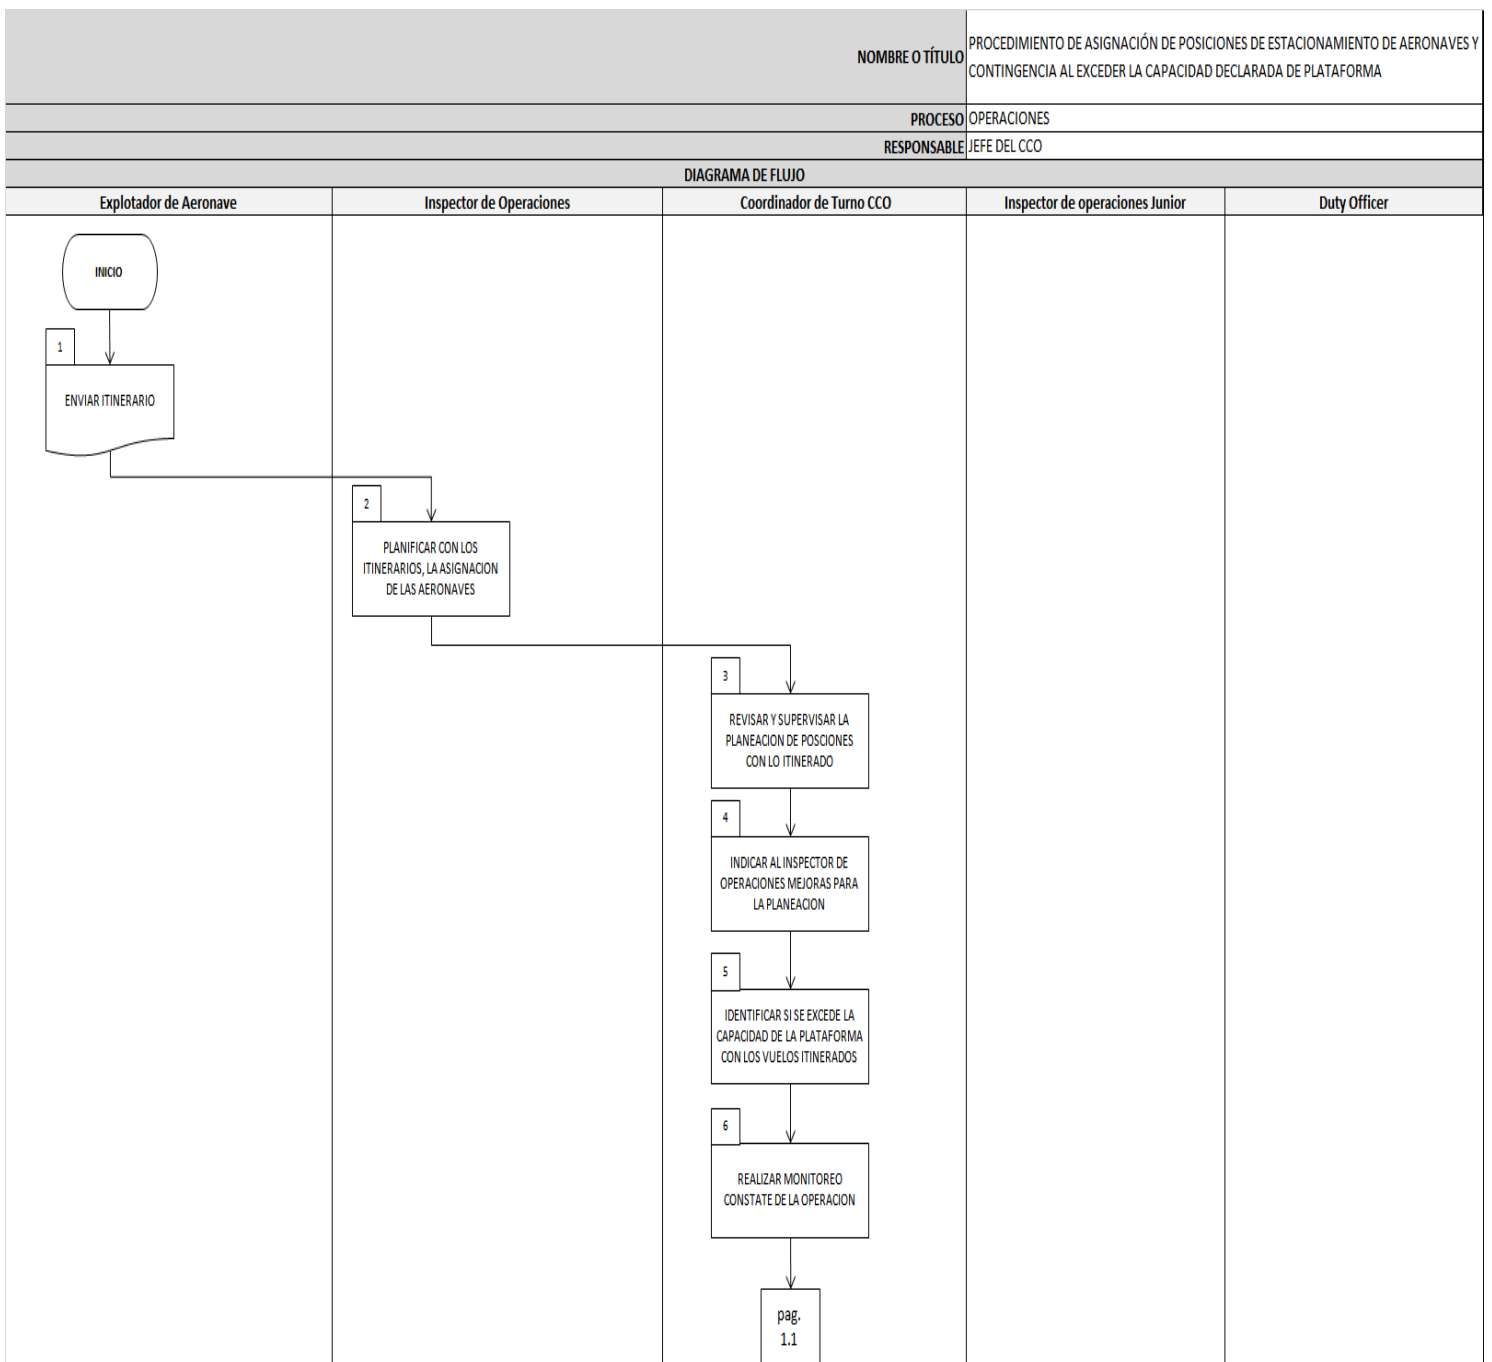 NOMBRE O TÍTULO
PROCEDIMIENTO DE ASIGNACIÓN DE POSICIONES DE ESTACIONAMIENTO DE AERONAVES Y
CONTINGENCIA AL EXCEDER LA CAPACIDAD DECLARADA DE PLATAFORMA
PROCESO
OPERACIONES
RESPONSABLE
JEFE DEL CCO
DIAGRAMA DE FLUJO
Explotador de Aeronave
Inspector de Operaciones
Coordinador de Turno CCO
Inspector de operaciones Junior
Duty Officer
INICIO
1
ENVIAR ITINERARIO
2
PLANIFICAR CON LOS
ITINERARIOS, LA ASIGNACION
DE LAS AERONAVES
3
REVISAR Y SUPERVISAR LA
PLANEACION DE POSCIONES
CON LO ITINERADO
4
INDICAR AL INSPECTOR DE
OPERACIONES MEJORAS PARA
LA PLANEACION
5
IDENTIFICAR SI SE EXCEDE LA
CAPACIDAD DE LA PLATAFORMA
CON LOS VUELOS ITINERADOS
6
REALIZAR MONITOREO
CONSTATE DE LA OPERACION
pag.
1.1